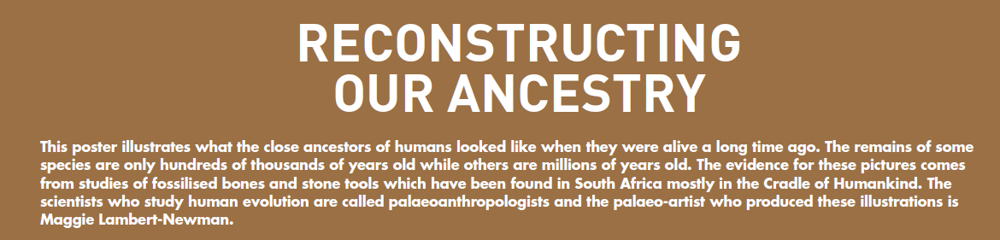 RECONSTRUCTING
OUR ANCESTRY
This poster illustrates what the close ancestors of humans looked like when they were alive a long time ago. The remains of some
species are only hundreds of thousands of years old while others are millions of years old. The evidence for these pictures comes
from studies of fossilised bones and stone tools which have been found in South Africa mostly in the Cradle of Humankind. The
scientists who study human evolution are called palaeoanthropologists and the palaeo-artist who produced these illustrations is
Maggie Lambert-Newman.